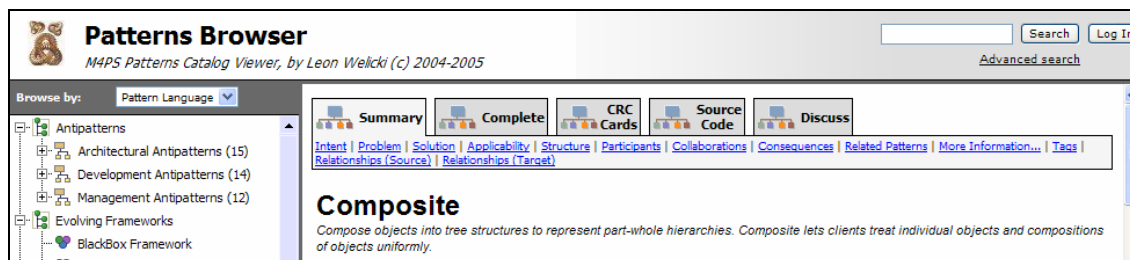 Patterns Browser
M4PS Patterns Catalog Viewer, by Leon Welicki (c) 2004-2005
Search
Log In
Advanced search
Browse by:
Pattern Language
Antipatterns
Architectural Antipatterns (15)
Development Antipatterns (14)
Management Antipatterns (12)
Evolving Frameworks
BlackBox Framework
Summary
Complete
CRC
Cards
Source
Code
Discuss
Intent | Problem | Solution | Applicability | Structure | Participants | Collaborations | Consequences | Related Patterns | More Information... | Tags |
Relationships (Source) | Relationships (Target)
Composite
Compose objects into tree structures to represent part-whole hierarchies. Composite lets clients treat individual objects and compositions
of objects uniformly.